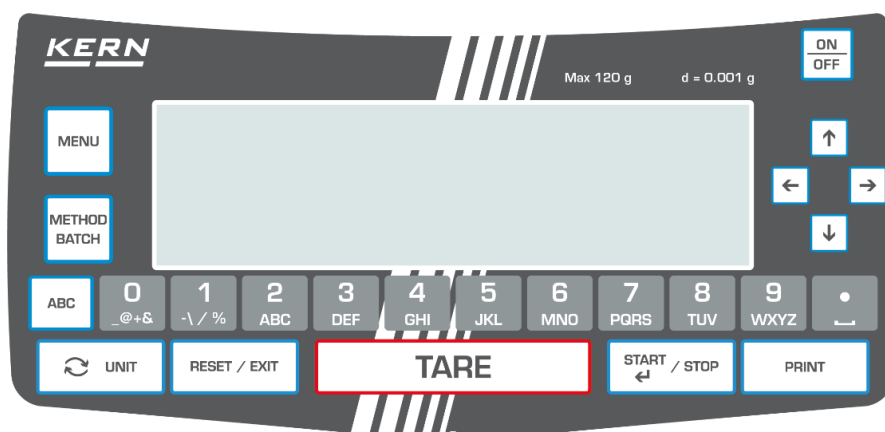 KERN
ON
OFF
Max 120 g d = 0.001 g
MENU
METHOD
BATCH
ABC
0
_@+&
1
-\ / %
2
ABC
3
DEF
4
GHI
5
JKL
6
MNO
7
PQRS
8
TUV
9
WXYZ
UNIT
RESET / EXIT
TARE
START / STOP
PRINT